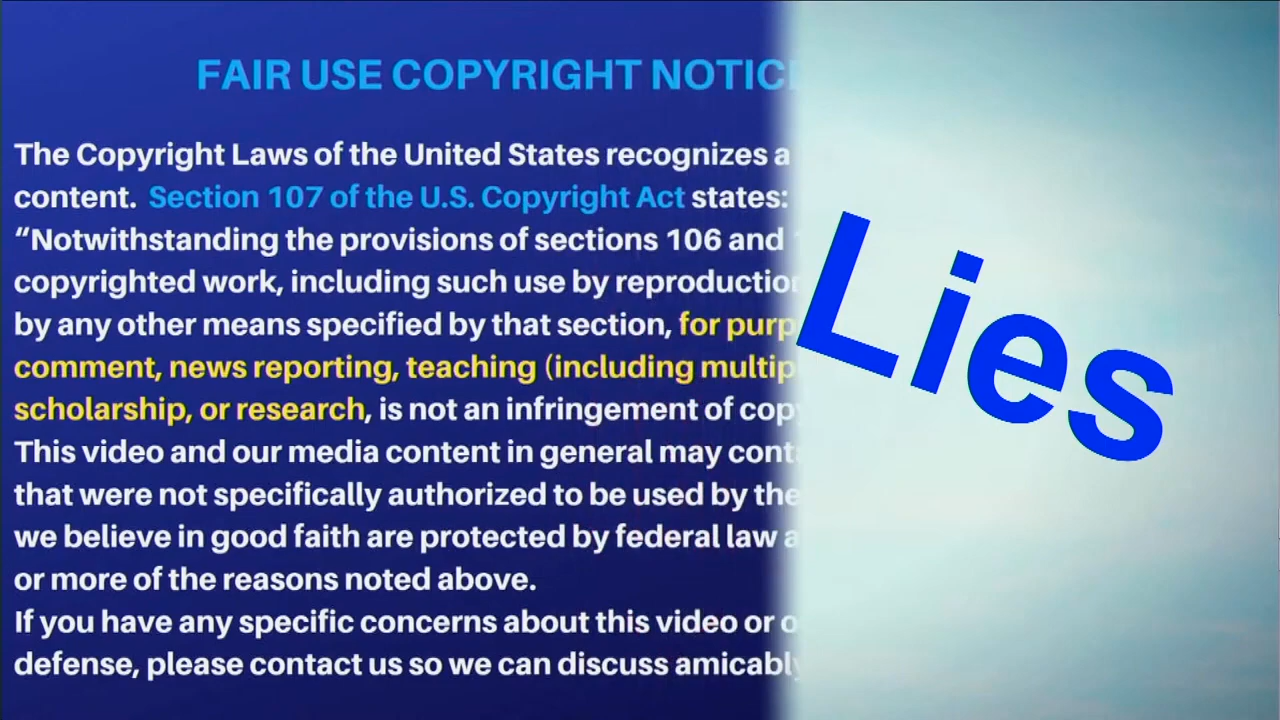 FAIR USE COPYRIGHT NOTIC
The Copyright Laws of the United States recognizes a
content. Section 107 of the U.S. Copyright Act states:
“Notwithstanding the provisions of sections 106 and
copyrighted work, including such use by reproduction
by any other means specified by that section, for purp
comment, news reporting, teaching (including multip
scholarship, or research, is not an infringement of cop
This video and our media content in general may cont
that were not specifically authorized to be used by the
we believe in good faith are protected by federal law a
or more of the reasons noted above.
If you have any specific concerns about this video or o
defense, please contact us so we can discuss amicably
Lies